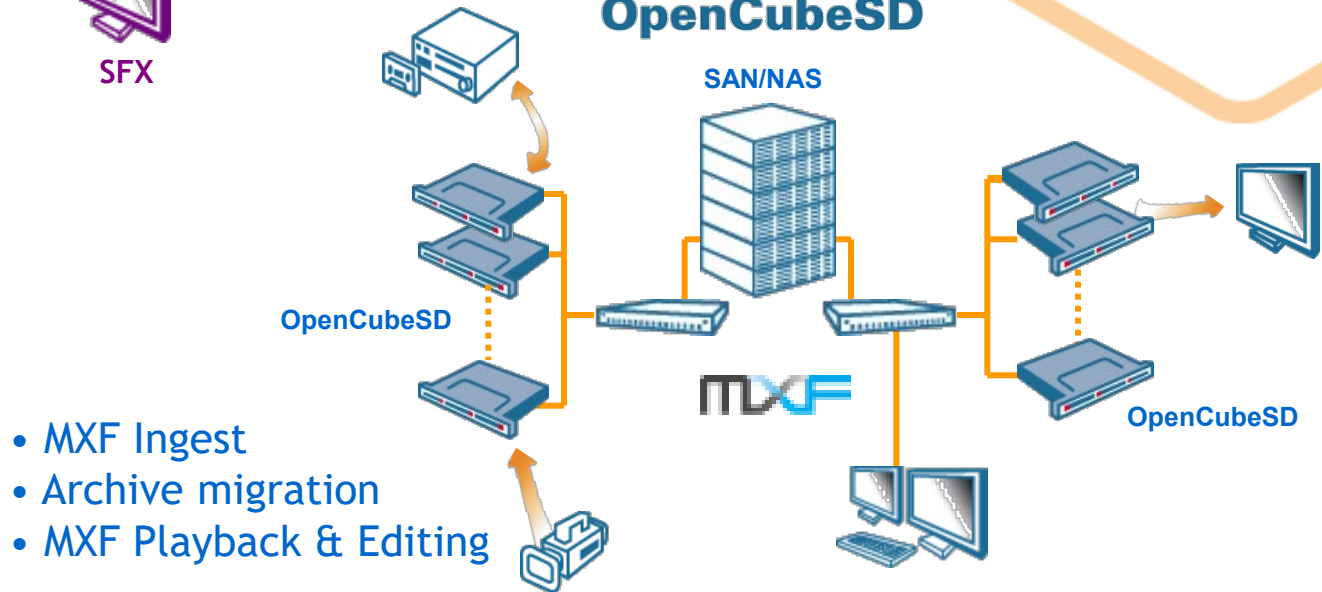 OpenCubeSD
SFX
SAN/NAS
OpenCubeSD
MXF
OpenCubeSD
• MXF Ingest
• Archive migration
• MXF Playback & Editing